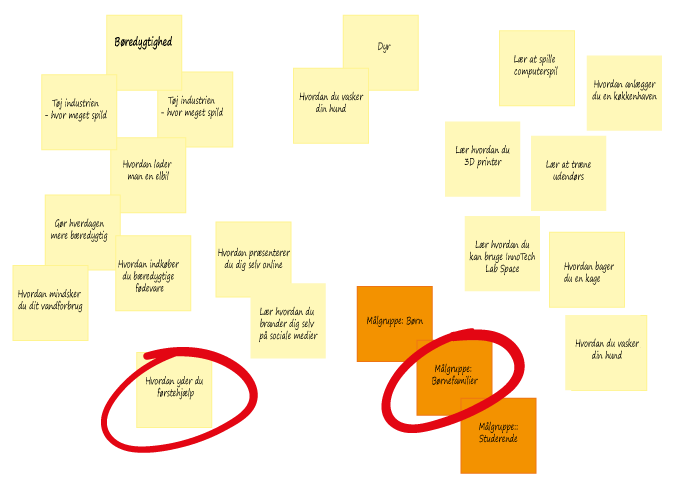 Børedygtighed
Tøj industrien
- hvor meget spild
Tøj industrien
- hvor meget spild
Hvordan lader
man en elbil
Gør hverdagen
mere bæredygtig
Hvordan indkøber
du bæredygtige
fødevare
Hvordan mindsker
du dit vandforbrug
Hvordan præsenterer
du dig selv online
Lær hvordan du
brander dig selv
på sociale medier
Hvordan yder du
førstehjælp
Dyr
Hvordan du vasker
din hund
Lær at spille
computerspil
Hvordan anlægger
du en køkkenhaven
Lær hvordan du
3D printer
Lær at træne
udendørs
Lær hvordan du
kan bruge InnoTech
Lab Space
Hvordan bager
du en kage
Hvordan du vasker
din hund
Målgruppe: Børn
Målgruppe:
Børnefamilier
Målgruppe::
Studerende